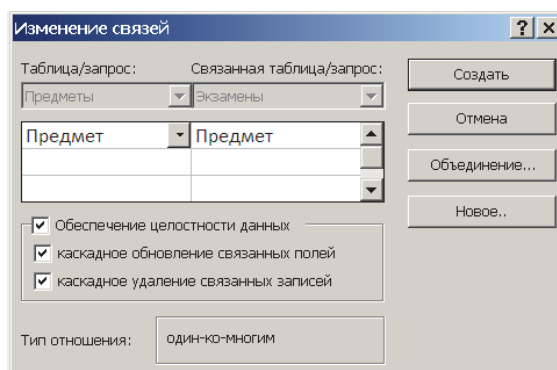 Изменение связей
Таблица/запрос: Связанная таблица/запрос:
Предметы Экзамены
Предмет Предмет
Обеспечение целостности данных
каскадное обновление связанных полей
каскадное удаление связанных записей
Тип отношения: один-ко-многим
Создать
Отмена
Объединение...
Новое..